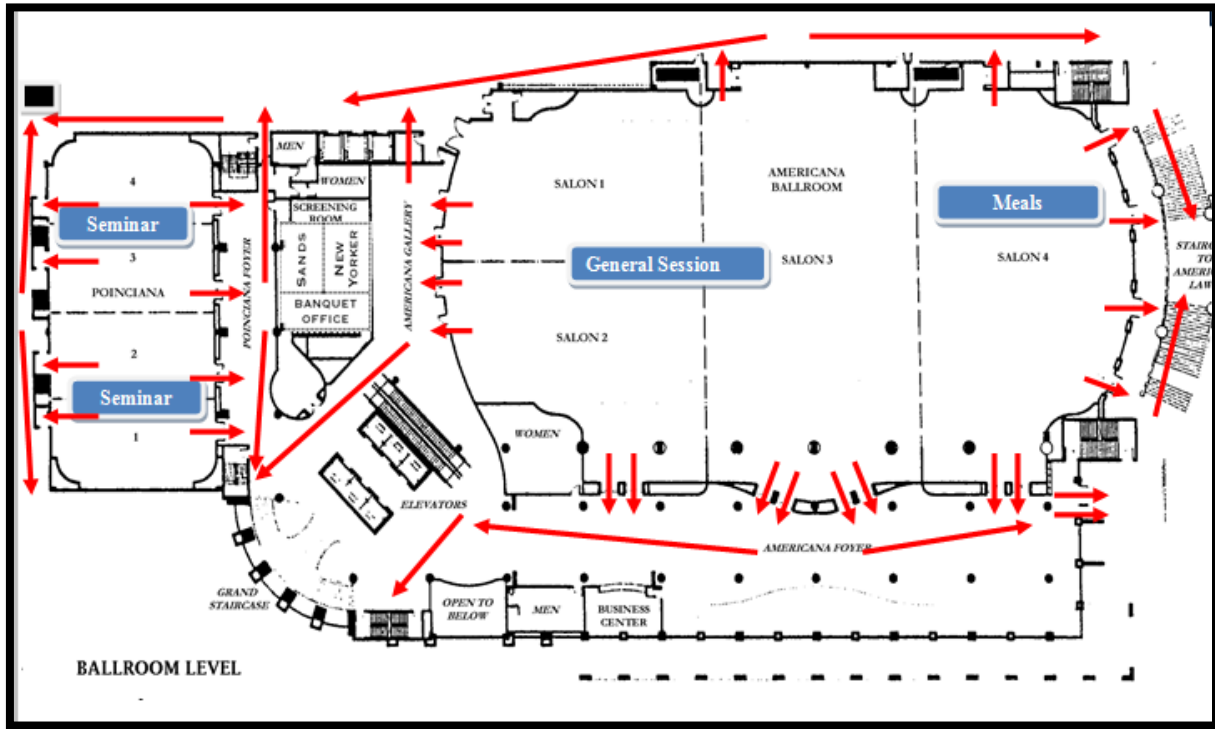 MEN
WOMEN
4
Seminar
3
POINCIANA
2
Seminar
1
POINCIANA FOYER
SCREENING
ROOM
SANDS
NEW
YORKER
BANQUET
OFFICE
AMERICANA GALLERY
SALON 1
AMERICANA
BALLROOM
Meals
General Session
SALON 3
SALON 4
SALON 2
WOMEN
ELEVATORS
AMERICANA FOYER
GRAND
STAIRCASE
OPEN TO
BELOW
MEN
BUSINESS
CENTER
BALLROOM LEVEL